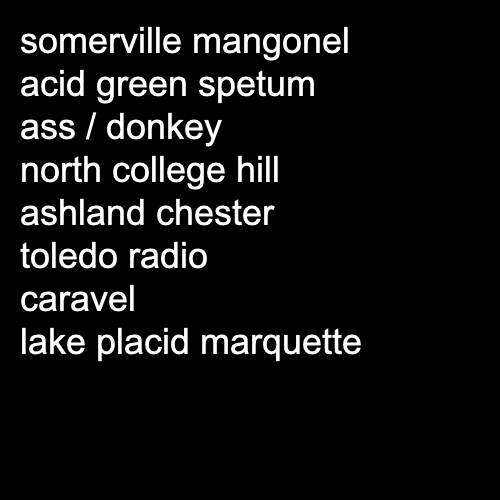 somerville mangonel
acid green spetum
ass / donkey
north college hill
ashland chester
toledo radio
caravel
lake placid marquette